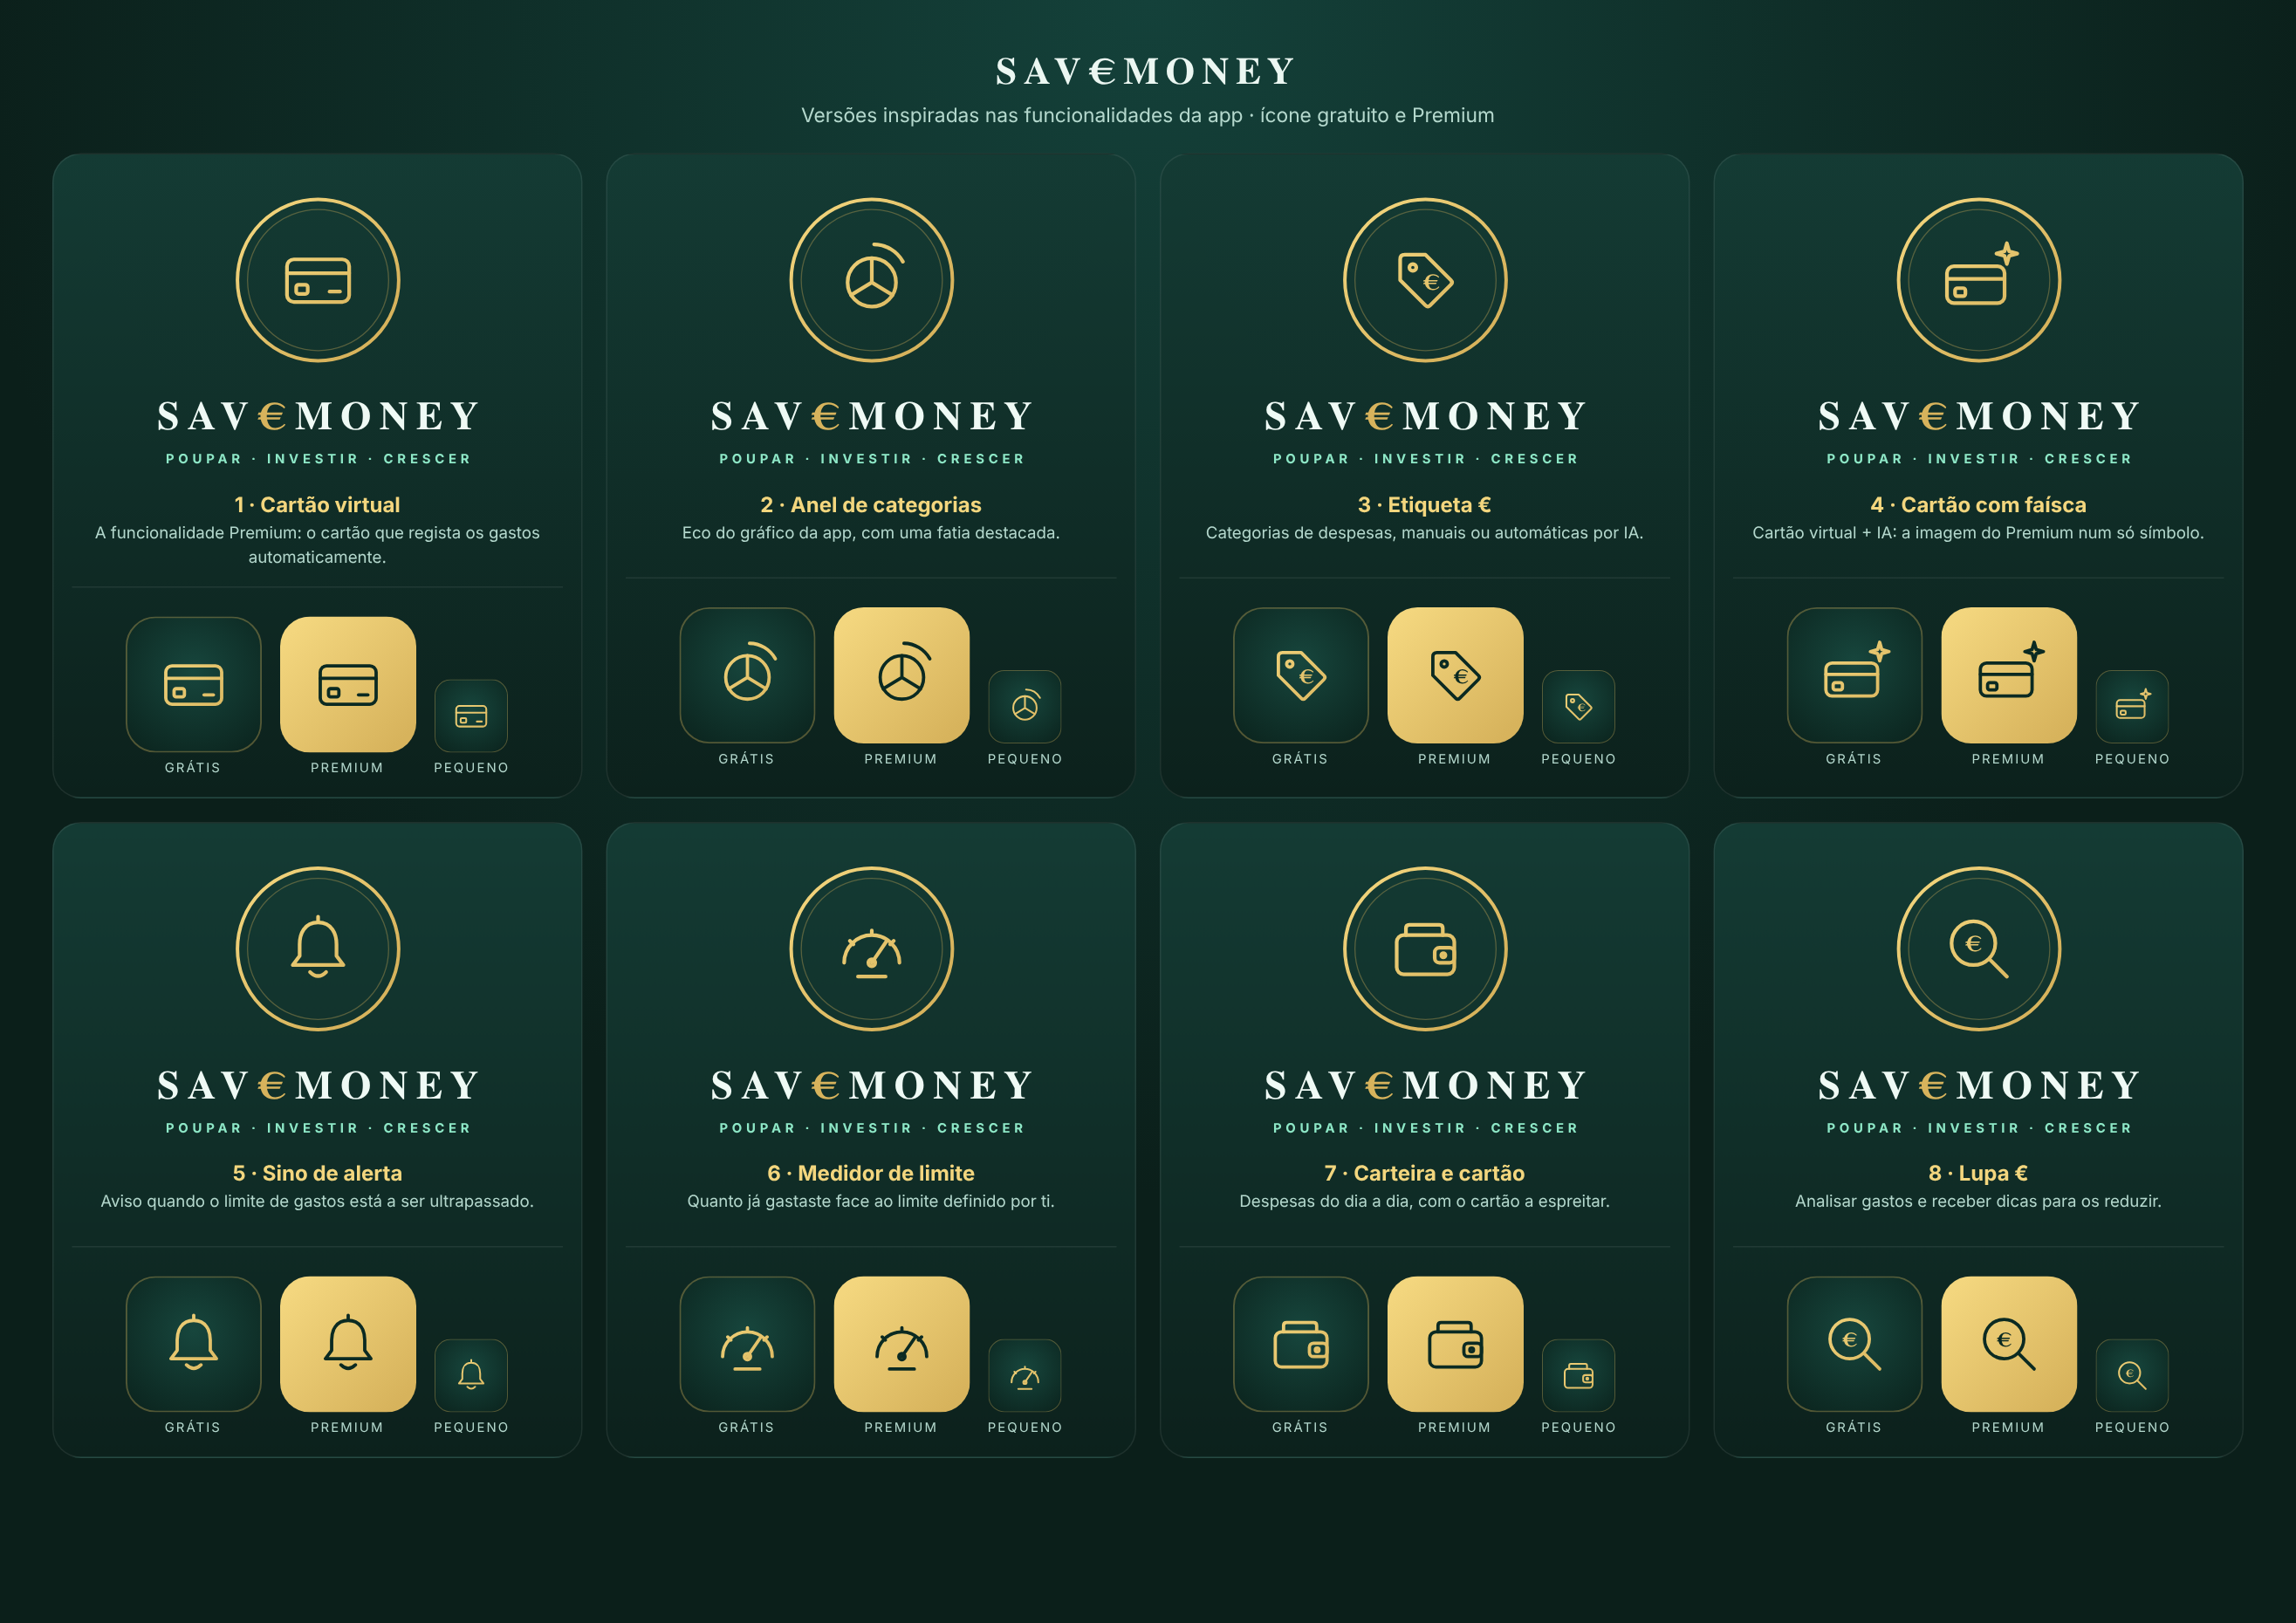 SAV€MONEY
Versões inspiradas nas funcionalidades da app · ícone gratuito e Premium
SAV€MONEY
POUPAR · INVESTIR · CRESCER
1 · Cartão virtual
A funcionalidade Premium: o cartão que regista os gastos
automaticamente.
GRÁTIS
PREMIUM
PEQUENO
SAV€MONEY
POUPAR · INVESTIR · CRESCER
2 · Anel de categorias
Eco do gráfico da app, com uma fatia destacada.
GRÁTIS
PREMIUM
PEQUENO
€
SAV€MONEY
POUPAR · INVESTIR · CRESCER
3 · Etiqueta €
Categorias de despesas, manuais ou automáticas por IA.
€
€
€
GRÁTIS
PREMIUM
PEQUENO
SAV€MONEY
POUPAR · INVESTIR · CRESCER
4 · Cartão com faísca
Cartão virtual + IA: a imagem do Premium num só símbolo.
GRÁTIS
PREMIUM
PEQUENO
SAV€MONEY
POUPAR · INVESTIR · CRESCER
5 · Sino de alerta
Aviso quando o limite de gastos está a ser ultrapassado.
GRÁTIS
PREMIUM
PEQUENO
SAV€MONEY
POUPAR · INVESTIR · CRESCER
6 · Medidor de limite
Quanto já gastaste face ao limite definido por ti.
GRÁTIS
PREMIUM
PEQUENO
SAV€MONEY
POUPAR · INVESTIR · CRESCER
7 · Carteira e cartão
Despesas do dia a dia, com o cartão a espreitar.
GRÁTIS
PREMIUM
PEQUENO
€
SAV€MONEY
POUPAR · INVESTIR · CRESCER
8 · Lupa €
Analisar gastos e receber dicas para os reduzir.
€
€
€
GRÁTIS
PREMIUM
PEQUENO